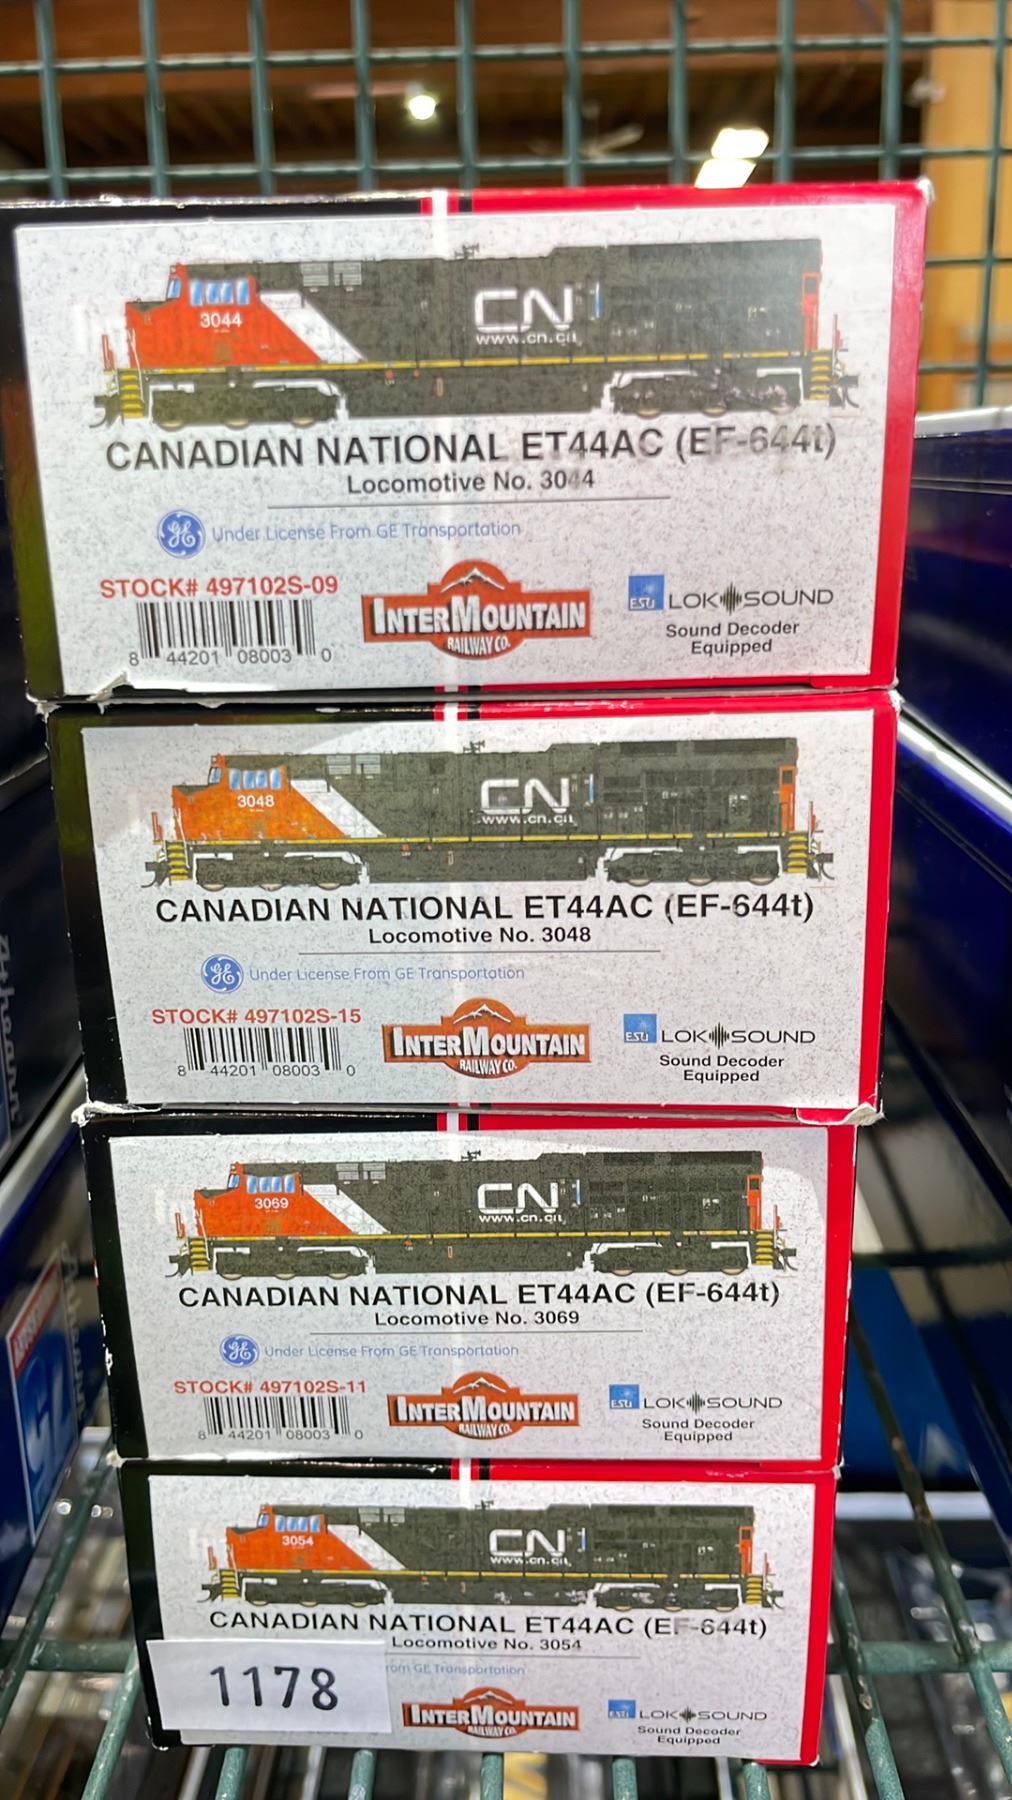 3044
CN
www.cn.ca
CANADIAN NATIONAL ET44AC (EF-644t)
Locomotive No. 3044
GE Under License From GE Transportation
STOCK# 497102S-09
8 44201 08003 0
INTERMOUNTAIN
RAILWAY CO.
ESU LOKSOUND
Sound Decoder
Equipped
3048
CN
www.cn.ca
CANADIAN NATIONAL ET44AC (EF-644t)
Locomotive No. 3048
GE Under License From GE Transportation
STOCK# 497102S-15
8 44201 08003 0
INTERMOUNTAIN
RAILWAY CO.
ESU LOKSOUND
Sound Decoder
Equipped
3069
CN
www.cn.ca
CANADIAN NATIONAL ET44AC (EF-644t)
Locomotive No. 3069
GE Under License From GE Transportation
STOCK# 497102S-11
8 44201 08003 0
INTERMOUNTAIN
RAILWAY CO.
ESU LOKSOUND
Sound Decoder
Equipped
3054
CN
www.cn.ca
CANADIAN NATIONAL ET44AC (EF-644t)
Locomotive No. 3054
1178
om GE Transportation
INTERMOUNTAIN
RAILWAY CO.
ESU LOKSOUND
Sound Decoder
Equipped